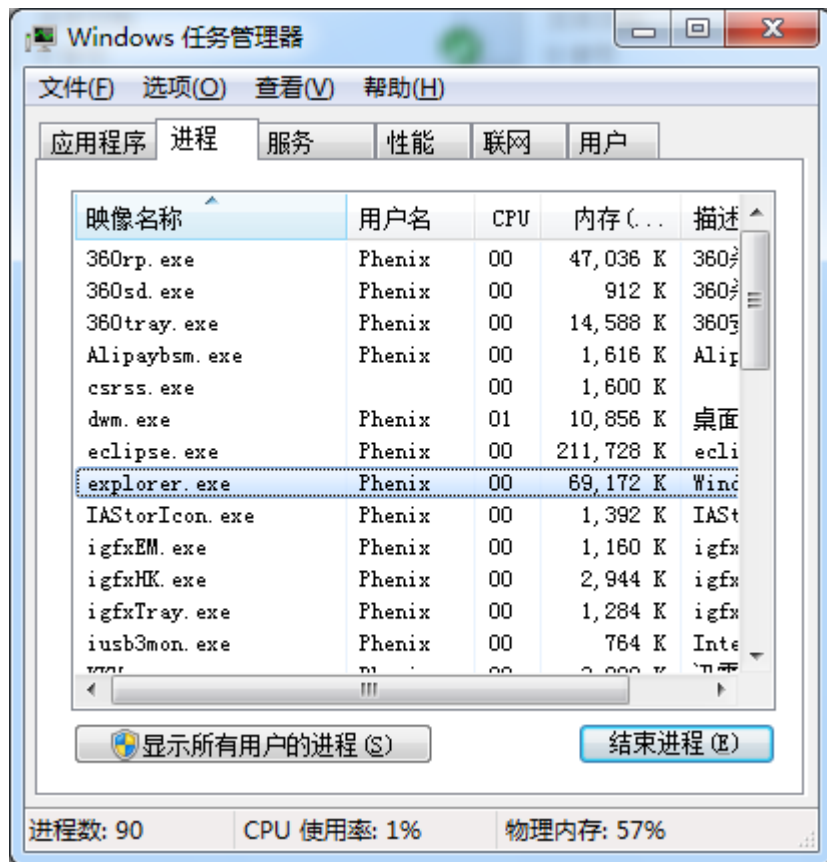 Windows 任务管理器
文件(F) 选项(O) 查看(V) 帮助(H)
应用程序 进程 服务 性能 联网 用户
映像名称 用户名 CPU 内存(... 描述
360rp.exe Phenix 00 47,036 K 360
360sd.exe Phenix 00 912 K 360
360tray.exe Phenix 00 14,588 K 360
Alipaybsm.exe Phenix 00 1,616 K Alip
csrss.exe 00 1,600 K
dwm.exe Phenix 01 10,856 K 桌面
eclipse.exe Phenix 00 211,728 K ecli
explorer.exe Phenix 00 69,172 K Wind
IAStorIcon.exe Phenix 00 1,392 K IASt
igfxEM.exe Phenix 00 1,160 K igfx
igfxHK.exe Phenix 00 2,944 K igfx
igfxTray.exe Phenix 00 1,284 K igfx
iusb3mon.exe Phenix 00 764 K Inte
显示所有用户的进程(S) 结束进程(E)
进程数: 90 CPU 使用率: 1% 物理内存: 57%